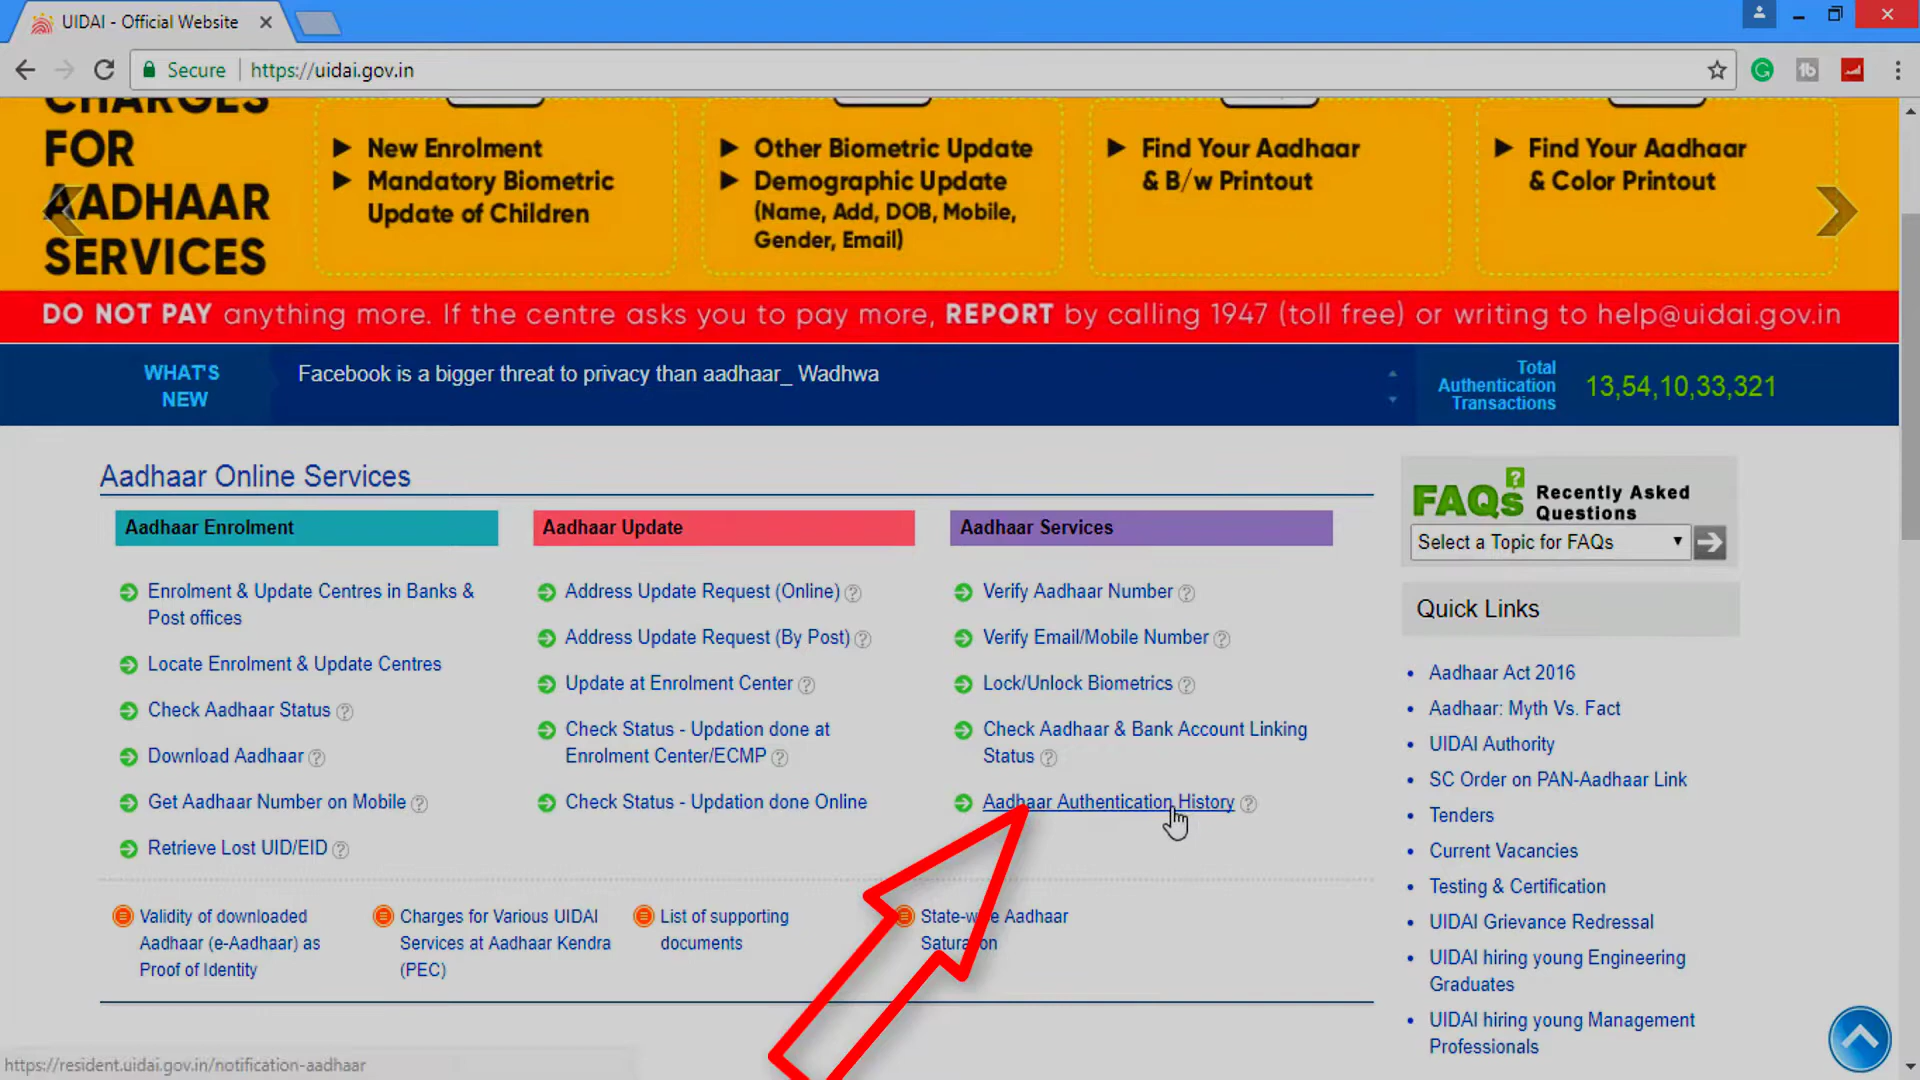 UIDAI - Official Website
Secure
https://uidai.gov.in
CHARGES
FOR
AADHAAR
SERVICES
New Enrolment
Mandatory Biometric
Update of Children
Other Biometric Update
Demographic Update
(Name, Add, DOB, Mobile,
Gender, Email)
Find Your Aadhaar
& B/w Printout
Find Your Aadhaar
& Color Printout
DO NOT PAY anything more. If the centre asks you to pay more, REPORT by calling 1947 (toll free) or writing to help@uidai.gov.in
WHAT'S
NEW
Facebook is a bigger threat to privacy than aadhaar_ Wadhwa
Total
Authentication
Transactions
13,54,10,33,321
Aadhaar Online Services
Aadhaar Enrolment
Enrolment & Update Centres in Banks &
Post offices
Locate Enrolment & Update Centres
Check Aadhaar Status
Download Aadhaar
Get Aadhaar Number on Mobile
Retrieve Lost UID/EID
Aadhaar Update
Address Update Request (Online)
Address Update Request (By Post)
Update at Enrolment Center
Check Status - Updation done at
Enrolment Center/ECMP
Check Status - Updation done Online
Aadhaar Services
Verify Aadhaar Number
Verify Email/Mobile Number
Lock/Unlock Biometrics
Check Aadhaar & Bank Account Linking
Status
Aadhaar Authentication History
Validity of downloaded
Aadhaar (e-Aadhaar) as
Proof of Identity
Charges for Various UIDAI
Services at Aadhaar Kendra
(PEC)
List of supporting
documents
State-wise Aadhaar
Saturation
FAQs
Recently Asked
Questions
Select a Topic for FAQs
Quick Links
Aadhaar Act 2016
Aadhaar: Myth Vs. Fact
UIDAI Authority
SC Order on PAN-Aadhaar Link
Tenders
Current Vacancies
Testing & Certification
UIDAI Grievance Redressal
UIDAI hiring young Engineering
Graduates
UIDAI hiring young Management
Professionals
https://resident.uidai.gov.in/notification-aadhaar